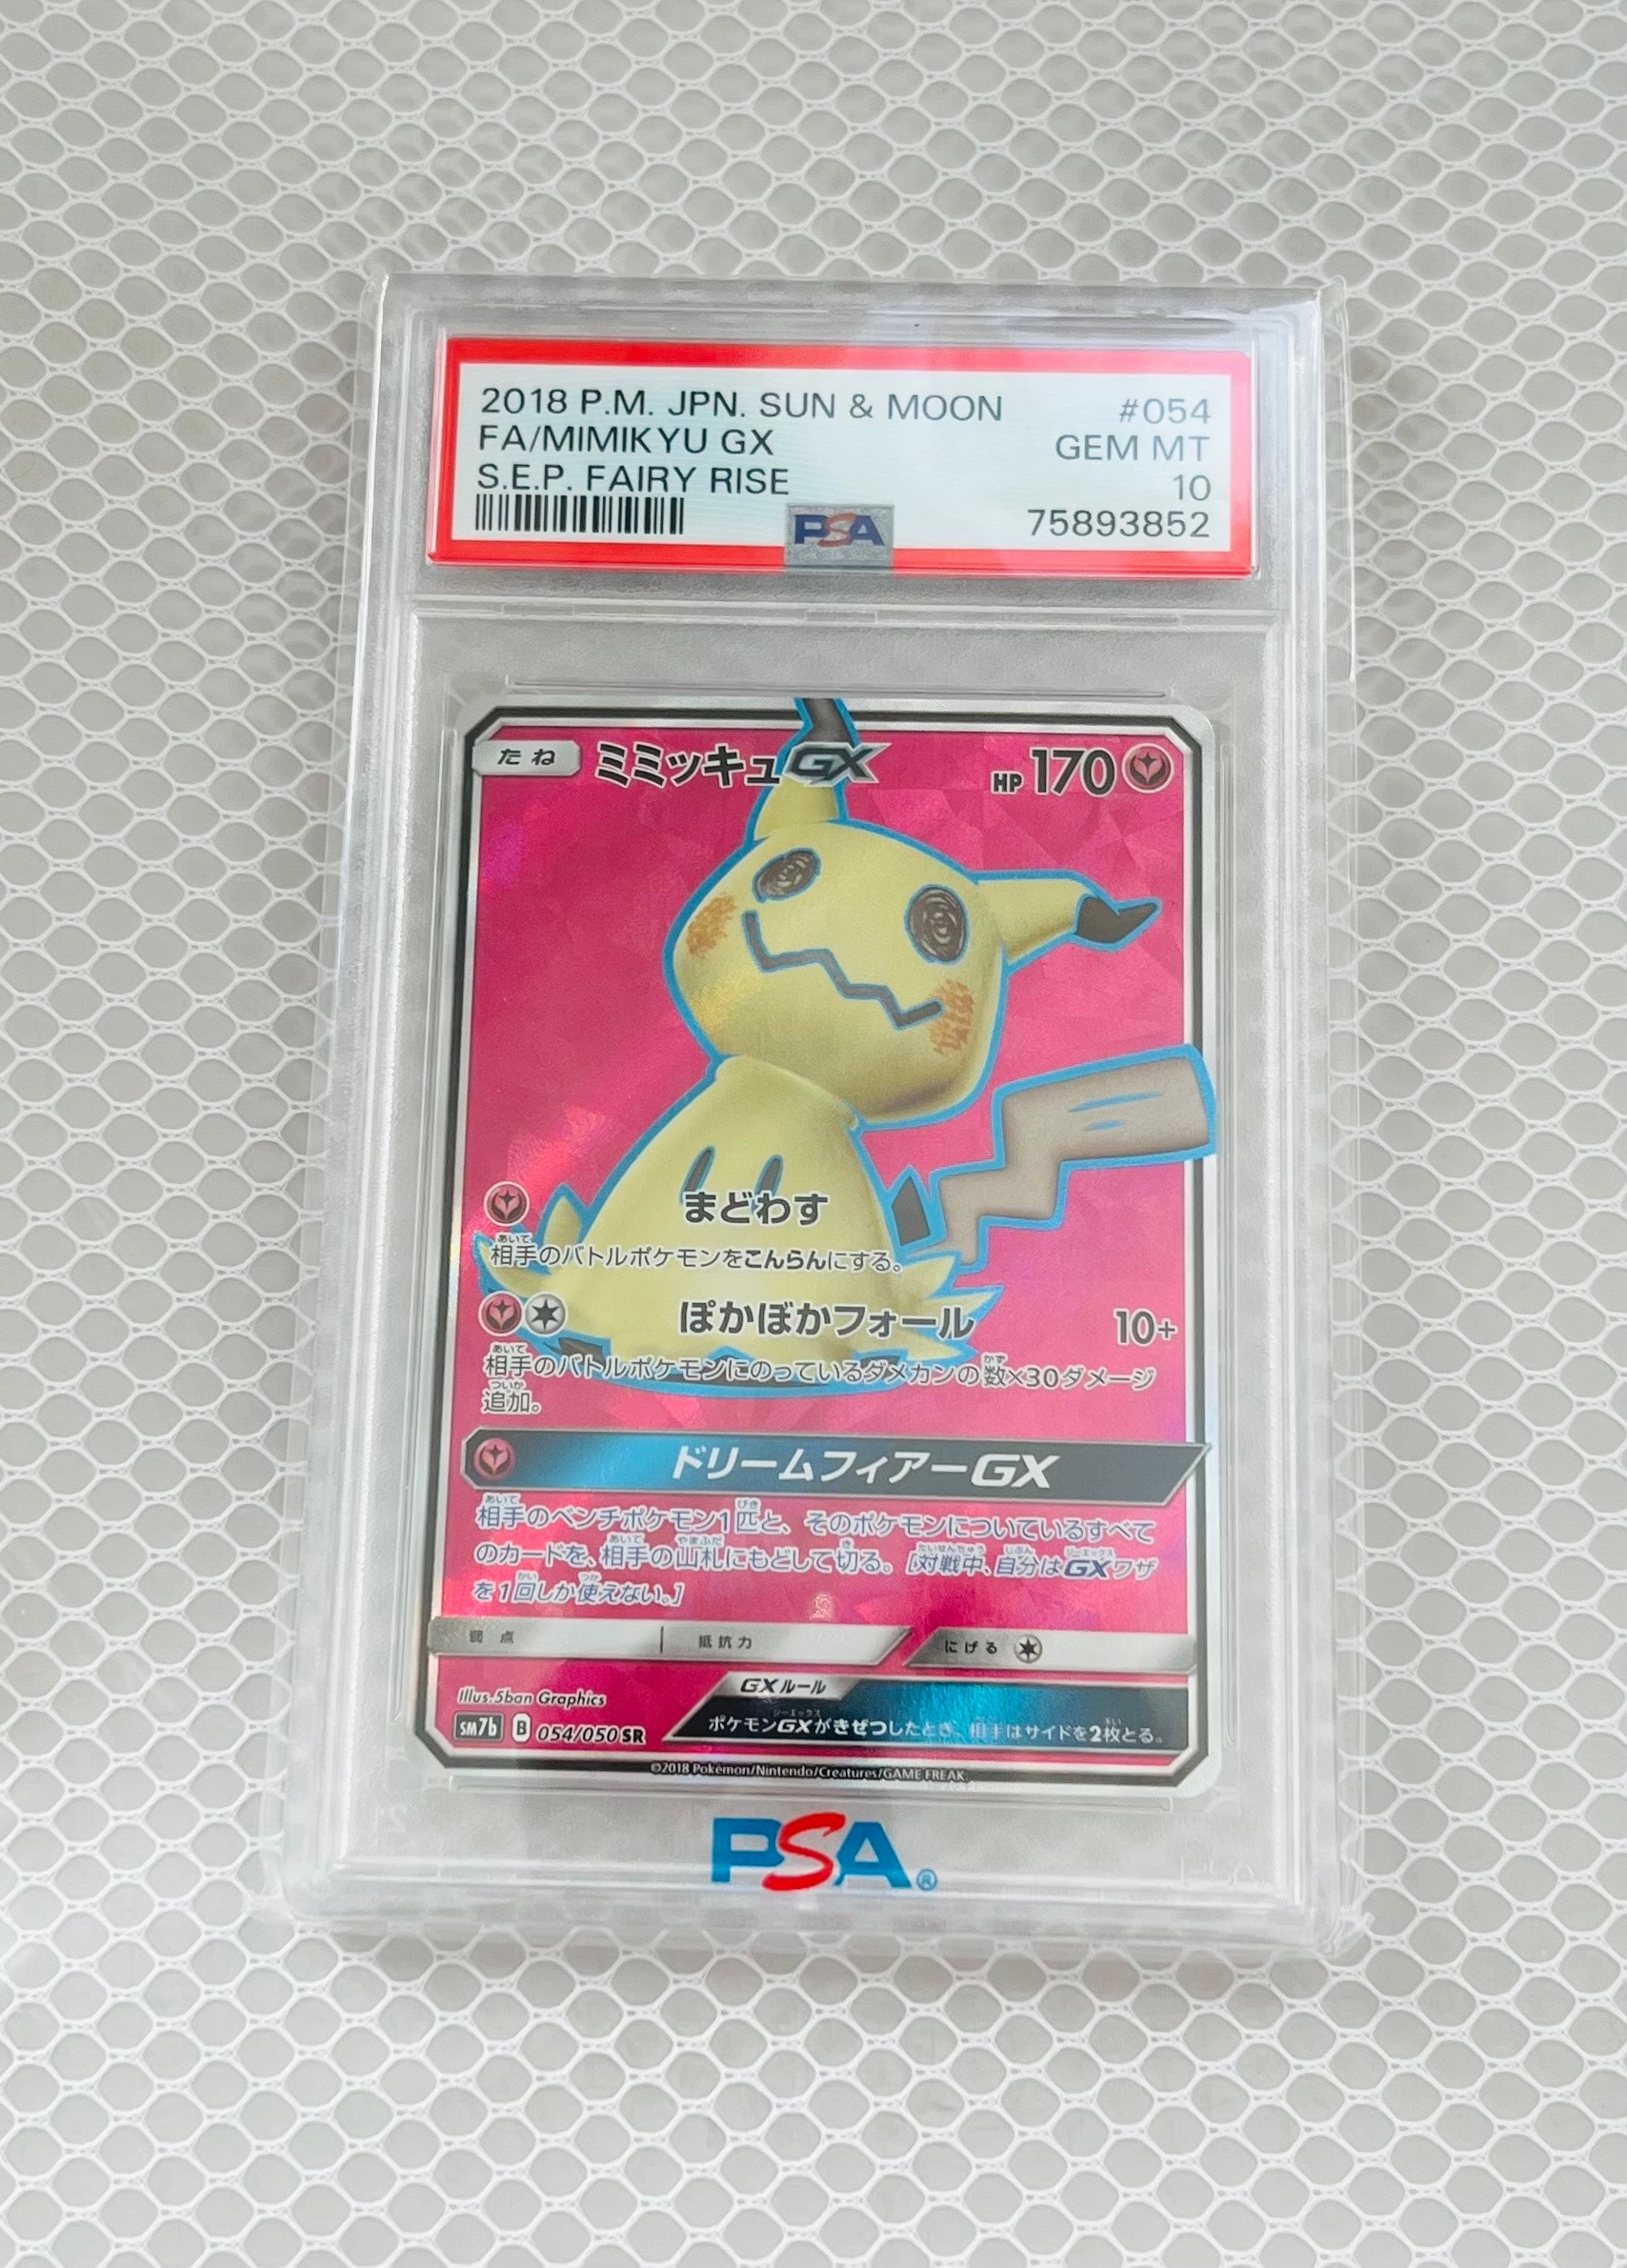 2018 P.M. JPN. SUN & MOON #054
FA/MIMIKYU GX GEM MT
S.E.P. FAIRY RISE 10
PSA 75893852
たね ミミッキュGX HP 170
まどわす
相手のバトルポケモンをこんらんにする。
ぽかぼかフォール 10+
相手のバトルポケモンにのっているダメカンの数×30ダメージ
追加。
ドリームフィアーGX
相手のベンチポケモン1匹と、そのポケモンについているすべて
のカードを、相手の山札にもどして切る。[対戦中、自分はGXワザ
を1回しか使えない。]
弱点 抵抗力 にげる
GXルール
Illus.5ban Graphics
ポケモンGXがきぜつしたとき、相手はサイドを2枚とる。
SM7b B 054/050 SR
©2018 Pokémon/Nintendo/Creatures/GAME FREAK
PSA®
PSA